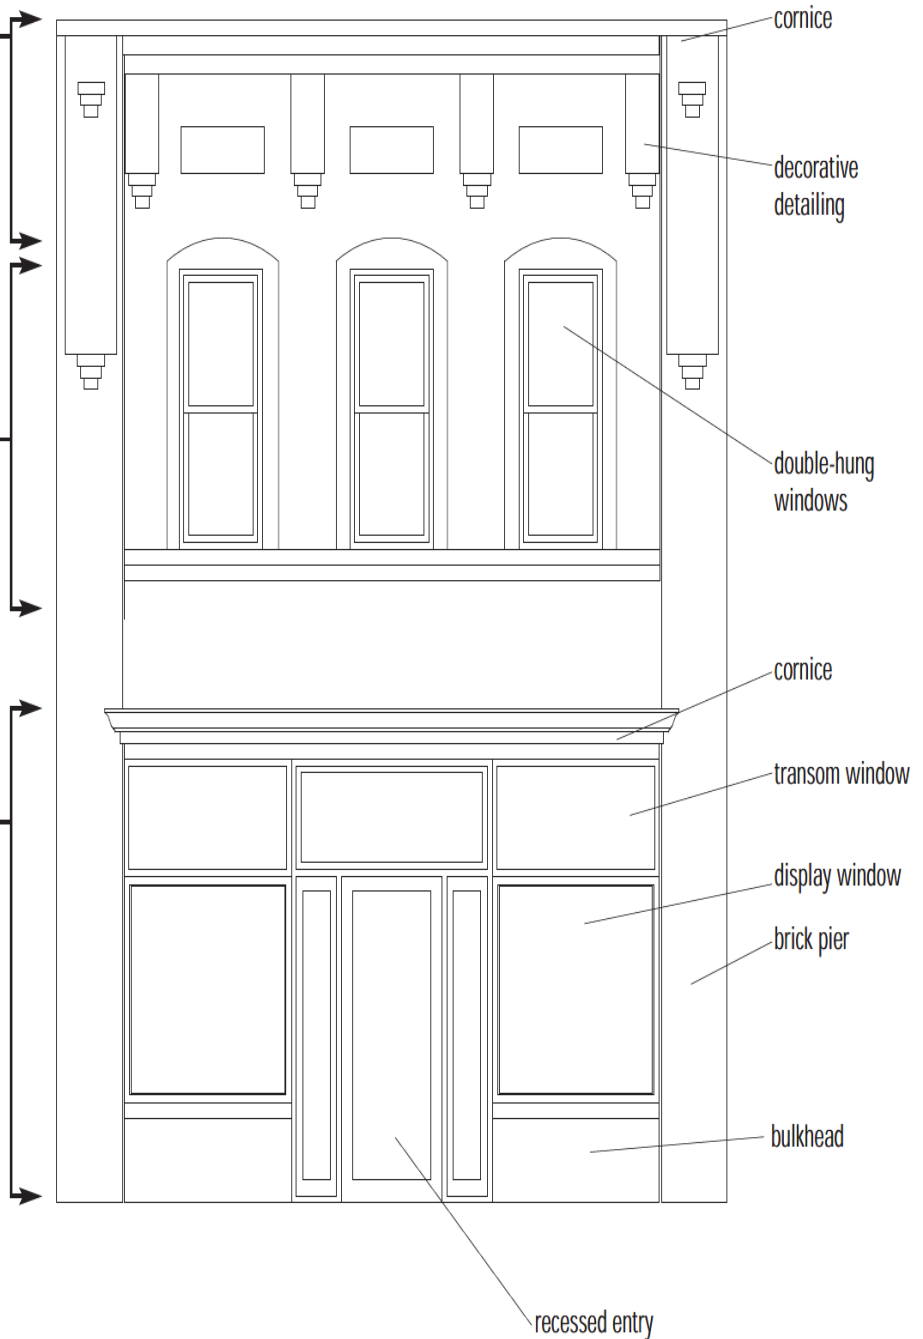 cornice
decorative
detailing
double-hung
windows
cornice
transom window
display window
brick pier
bulkhead
recessed entry